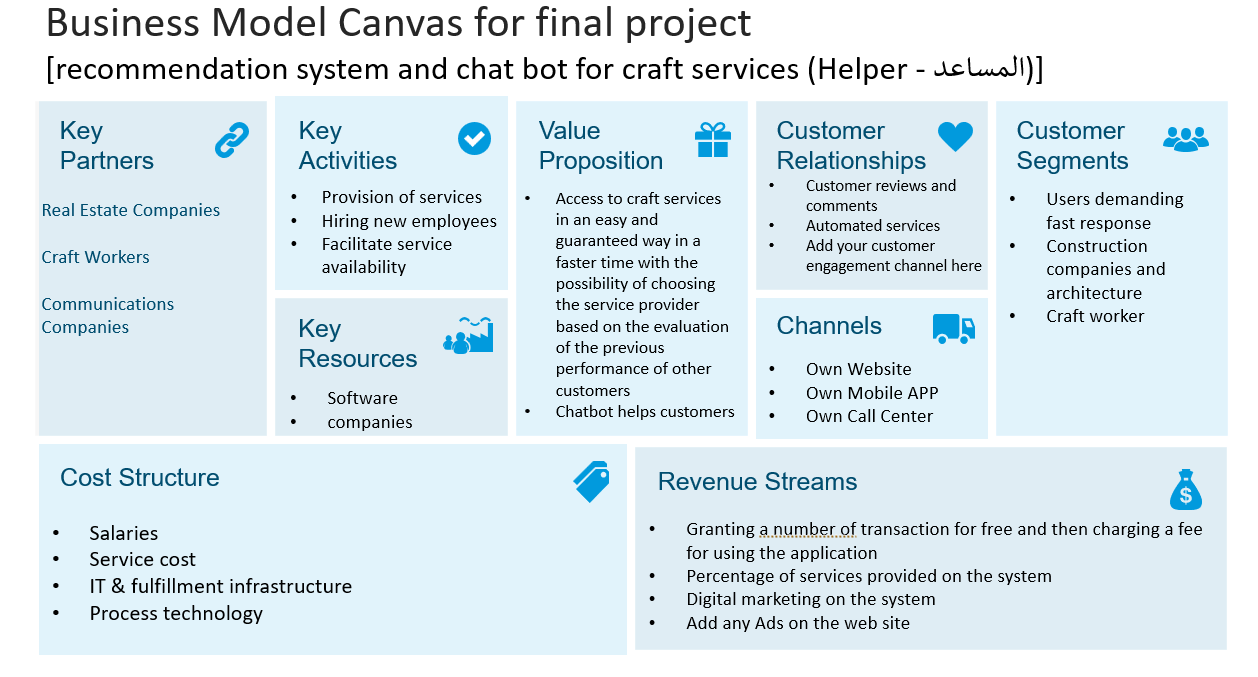 Business Model Canvas for final project
[recommendation system and chat bot for craft services (Helper - المساعد)]
Key
Partners
Real Estate Companies
Craft Workers
Communications
Companies
Key
Activities
• Provision of services
• Hiring new employees
• Facilitate service
availability
Key
Resources
• Software
• companies
Value
Proposition
• Access to craft services
in an easy and
guaranteed way in a
faster time with the
possibility of choosing
the service provider
based on the evaluation
of the previous
performance of other
customers
• Chatbot helps customers
Customer
Relationships
• Customer reviews and
comments
• Automated services
• Add your customer
engagement channel here
Channels
• Own Website
• Own Mobile APP
• Own Call Center
Customer
Segments
• Users demanding
fast response
• Construction
companies and
architecture
• Craft worker
Cost Structure
• Salaries
• Service cost
• IT & fulfillment infrastructure
• Process technology
Revenue Streams
$
• Granting a number of transaction for free and then charging a fee
for using the application
• Percentage of services provided on the system
• Digital marketing on the system
• Add any Ads on the web site